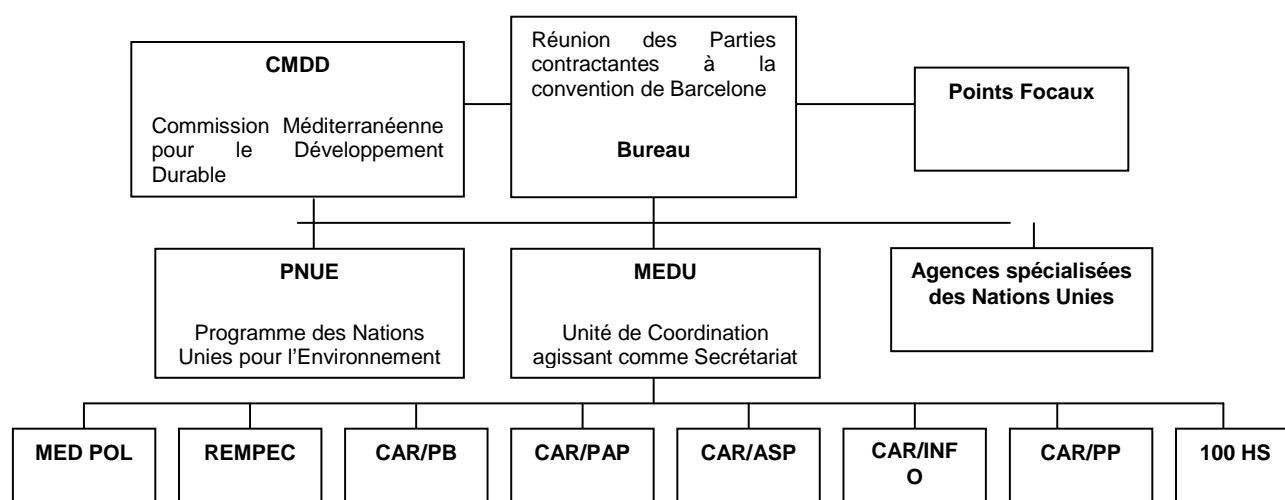 CMDD
Commission Méditerranéenne
pour le Développement
Durable
Réunion des Parties
contractantes à la
convention de Barcelone
Bureau
Points Focaux
PNUE
Programme des Nations
Unies pour l'Environnement
MEDU
Unité de Coordination
agissant comme Secrétariat
Agences spécialisées
des Nations Unies
MED POL
REMPEC
CAR/PB
CAR/PAP
CAR/ASP
CAR/INF
O
CAR/PP
100 HS